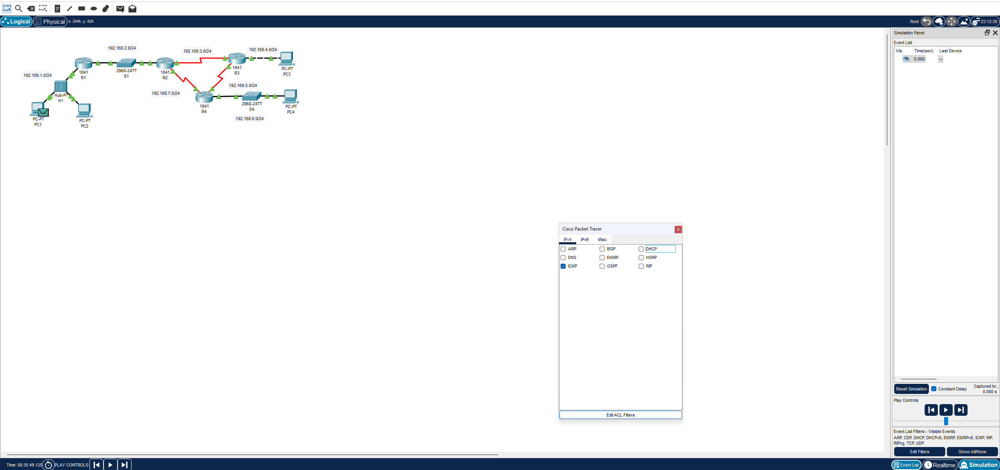 Logical
Physical
x: 2049, y: 629
Root
23:12:30
192.168.2.0/24
192.168.3.0/24
192.168.4.0/24
1841
R1
2960-24TT
S1
1841
R2
1841
R3
PC-PT
PC3
192.168.1.0/24
192.168.5.0/24
192.168.7.0/24
Hub-PT
H1
1841
R4
2960-24TT
S4
PC-PT
PC4
192.168.6.0/24
PC-PT
PC1
PC-PT
PC2
Cisco Packet Tracer
x
IPv4 IPv6 Misc
ARP BGP DHCP
DNS EIGRP HSRP
ICMP OSPF RIP
Edit ACL Filters
Simulation Panel
Event List
Vis. Time(sec) Last Device
0.000 --
Reset Simulation
Constant Delay
Captured to:
0.000 s
Play Controls
Event List Filters - Visible Events
ARP, CDP, DHCP, DHCPv6, EIGRP, EIGRPv6, ICMP, RIP,
RIPng, TCP, UDP
Edit Filters
Show All/None
Time: 00:35:49.125
PLAY CONTROLS:
Event List
Realtime
Simulation